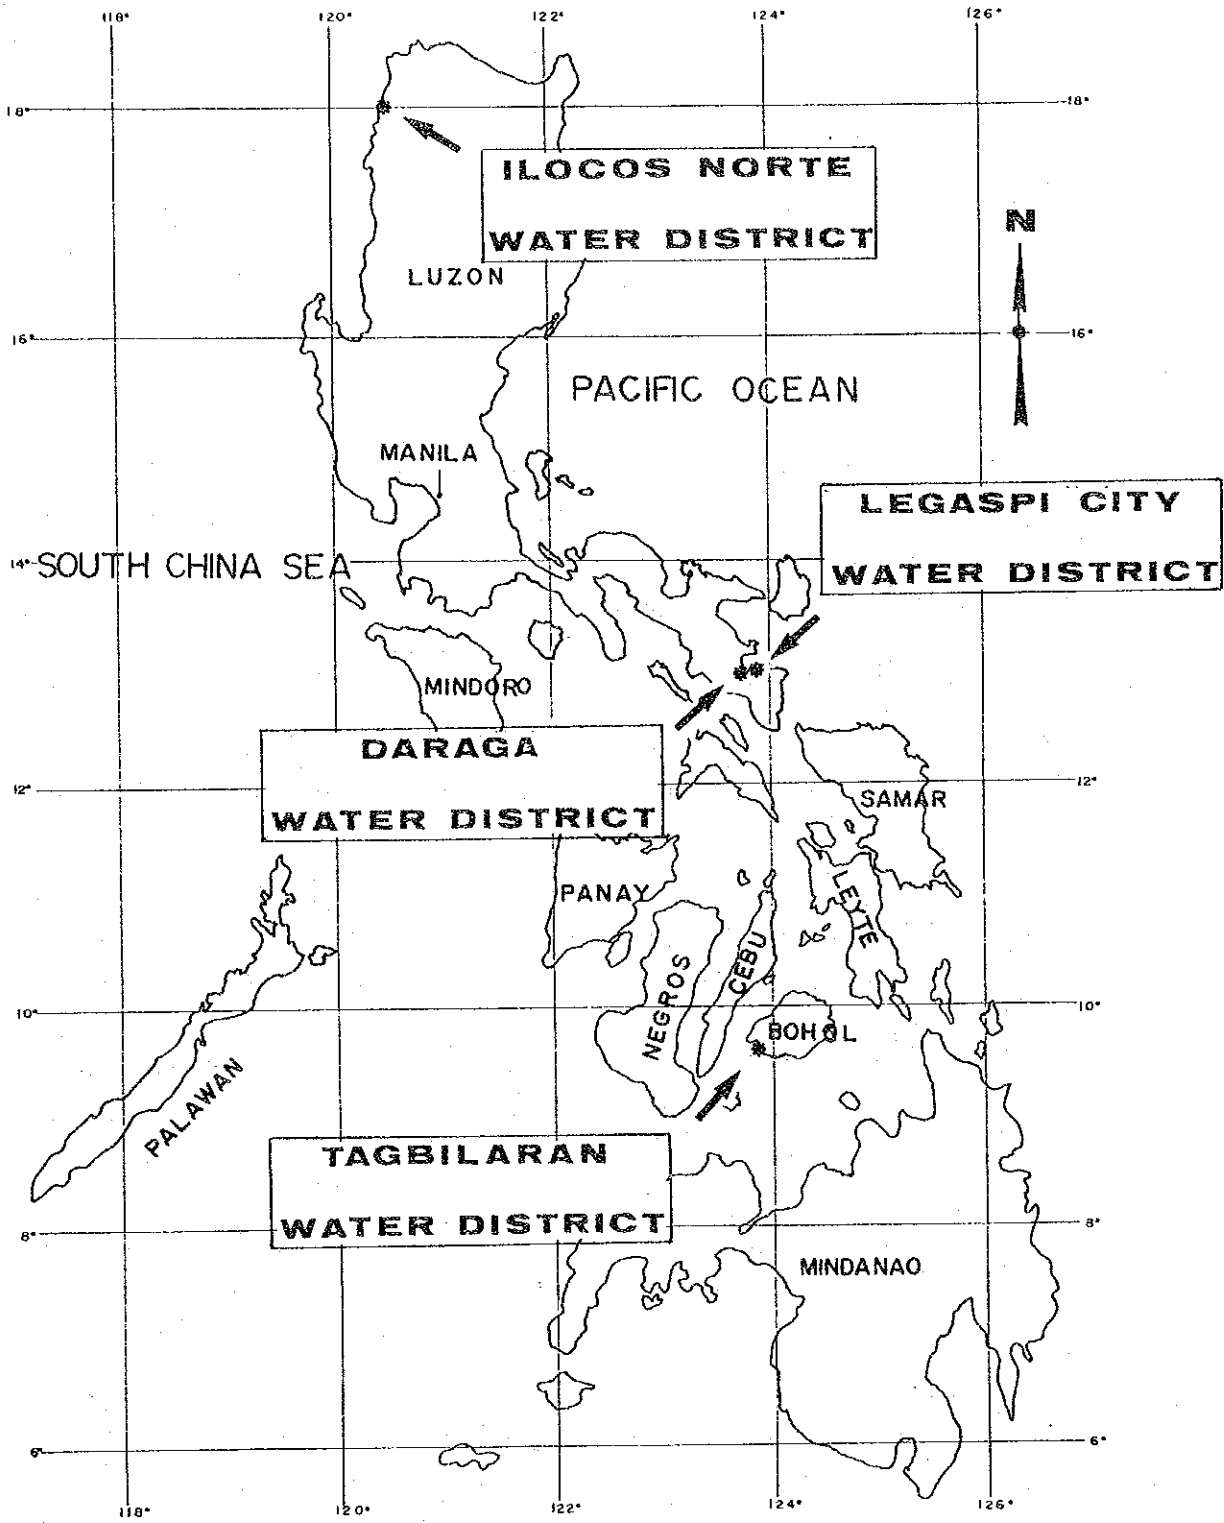 118° 120° 122° 124° 126°
18° 18°
ILOCOS NORTE
WATER DISTRICT
N
LUZON
16° 16°
PACIFIC OCEAN
MANILA
LEGASPI CITY
WATER DISTRICT
14° SOUTH CHINA SEA
MINDORO
DARAGA
WATER DISTRICT
12° 12°
SAMAR
PANAY
LEYTE
CEBU
NEGROS
10° 10°
BOHOL
PALAWAN
TAGBILARAN
WATER DISTRICT
8° 8°
MINDANAO
6° 6°
118° 120° 122° 124° 126°